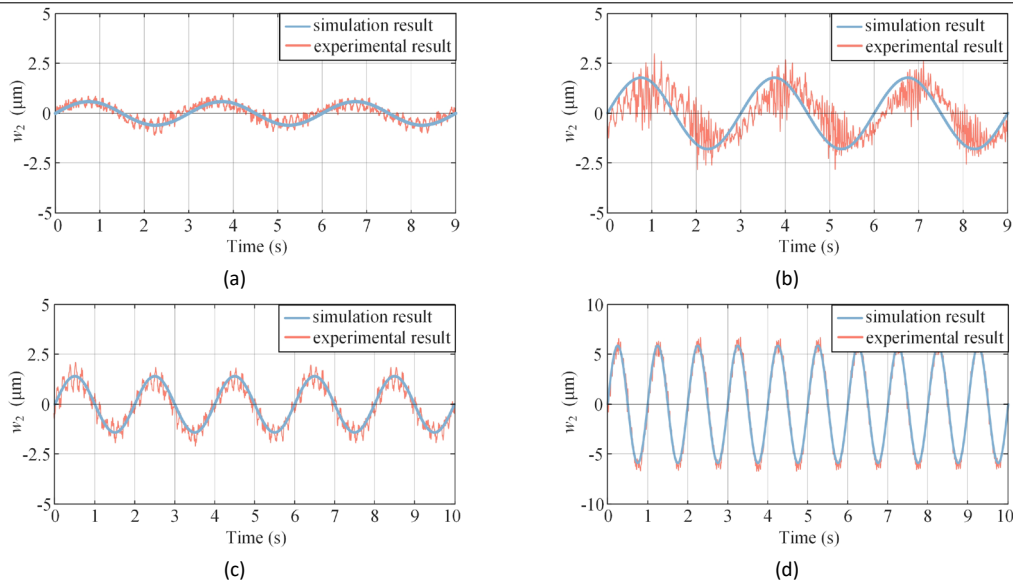 5
2.5
0
-2.5
-5
w₂ (μm)
simulation result
experimental result
0 1 2 3 4 5 6 7 8 9
Time (s)
(a)
5
2.5
0
-2.5
-5
w₂ (μm)
simulation result
experimental result
0 1 2 3 4 5 6 7 8 9
Time (s)
(b)
5
2.5
0
-2.5
-5
w₂ (μm)
simulation result
experimental result
0 1 2 3 4 5 6 7 8 9 10
Time (s)
(c)
10
5
0
-5
-10
w₂ (μm)
simulation result
experimental result
0 1 2 3 4 5 6 7 8 9 10
Time (s)
(d)